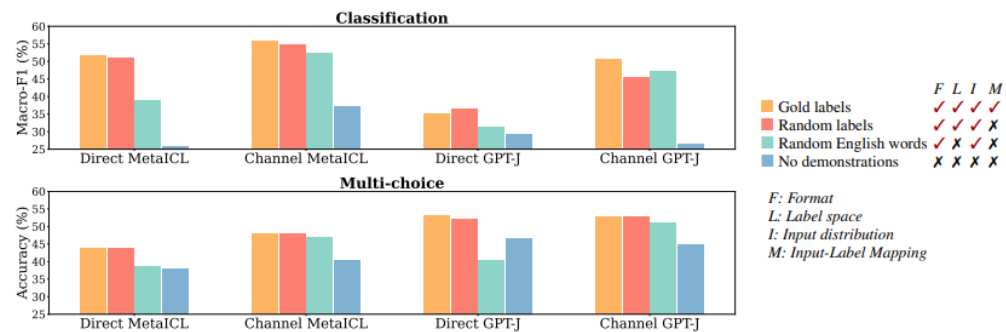 Classification
Macro-F1 (%)
60
55
50
45
40
35
30
25
Direct MetaICL Channel MetaICL Direct GPT-J Channel GPT-J
Multi-choice
Accuracy (%)
60
55
50
45
40
35
30
25
Direct MetaICL Channel MetaICL Direct GPT-J Channel GPT-J
F L I M
Gold labels ✓ ✓ ✓ ✓
Random labels ✓ ✓ ✓ ✗
Random English words ✓ ✗ ✓ ✗
No demonstrations ✗ ✗ ✗ ✗
F: Format
L: Label space
I: Input distribution
M: Input-Label Mapping